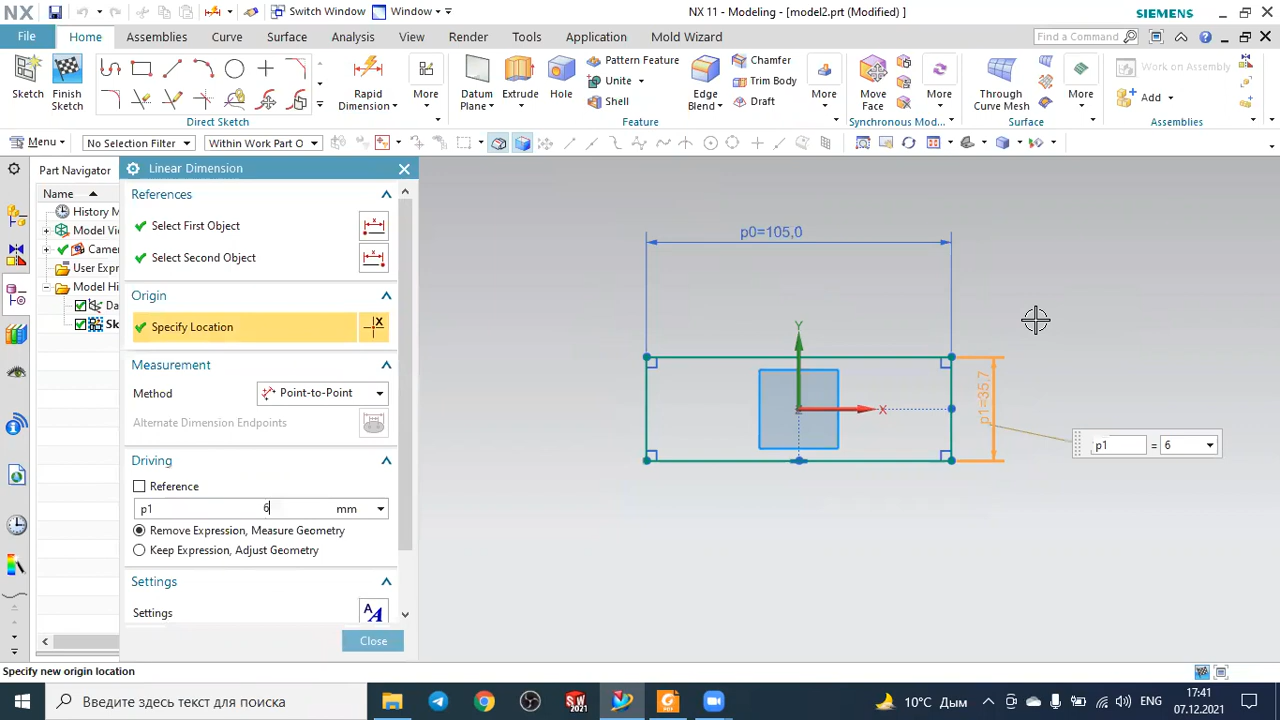 NX
Switch Window
Window
NX 11 - Modeling - [model2.prt (Modified) ]
SIEMENS
File
Home
Assemblies
Curve
Surface
Analysis
View
Render
Tools
Application
Mold Wizard
Find a Command
Sketch
Finish
Sketch
Rapid
Dimension
More
Direct Sketch
Datum
Plane
Extrude
Hole
Pattern Feature
Unite
Shell
Edge
Blend
Chamfer
Trim Body
Draft
More
Feature
Move
Face
More
Synchronous Mod...
Through
Curve Mesh
More
Surface
Work on Assembly
Add
Assemblies
Menu
No Selection Filter
Within Work Part O
Part Navigator
Name
History M
Model Vi
Came
User Exp
Model Hi
Da
Sk
Linear Dimension
References
Select First Object
Select Second Object
Origin
Specify Location
Measurement
Method
Point-to-Point
Alternate Dimension Endpoints
Driving
Reference
p1
6
mm
Remove Expression, Measure Geometry
Keep Expression, Adjust Geometry
Settings
Settings
Close
p0=105,0
Y
X
p1=35,7
p1
= 6
Specify new origin location
Введите здесь текст для поиска
10°C Дым
ENG
17:41
07.12.2021